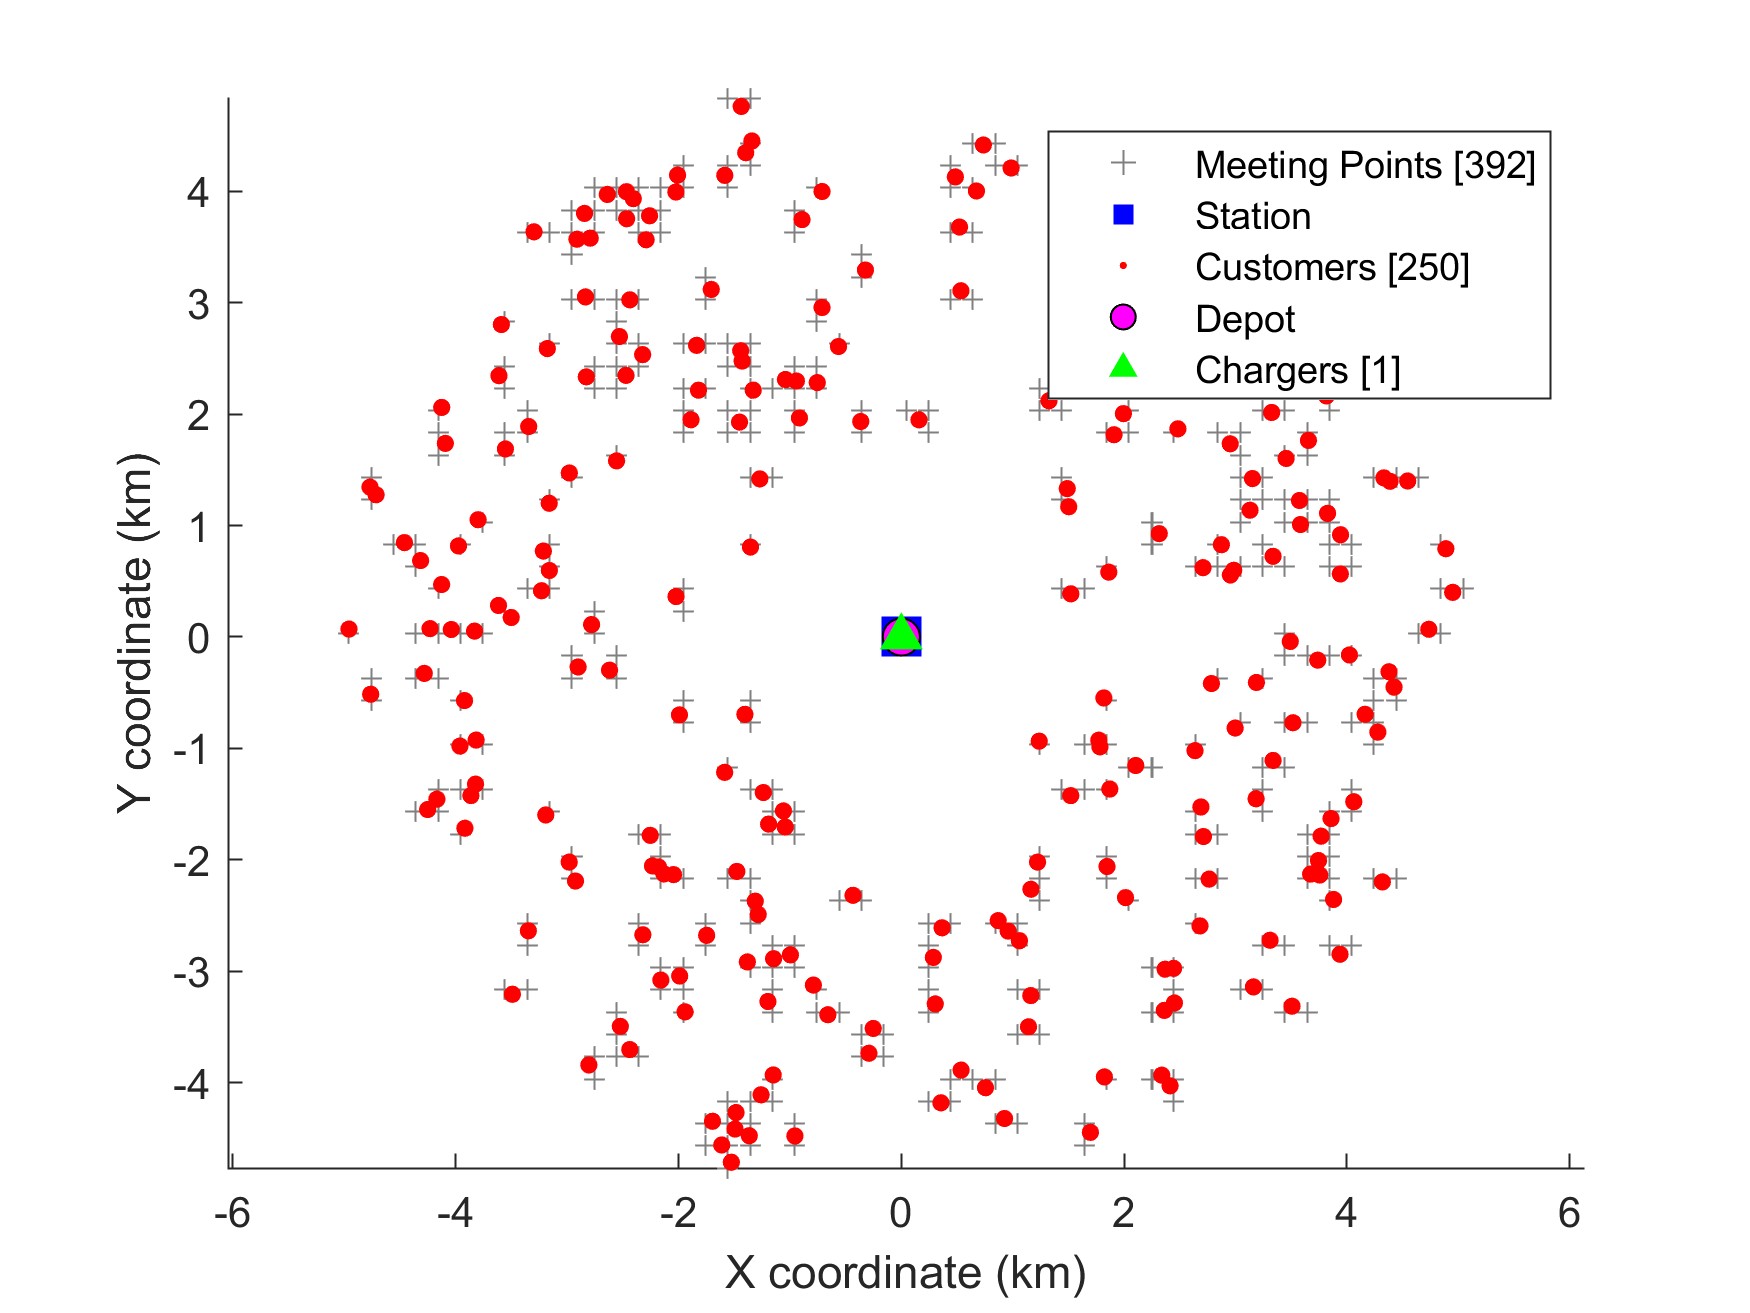 Meeting Points [392]
Station
Customers [250]
Depot
Chargers [1]
Y coordinate (km)
4
3
2
1
0
-1
-2
-3
-4
-6 -4 -2 0 2 4 6
X coordinate (km)